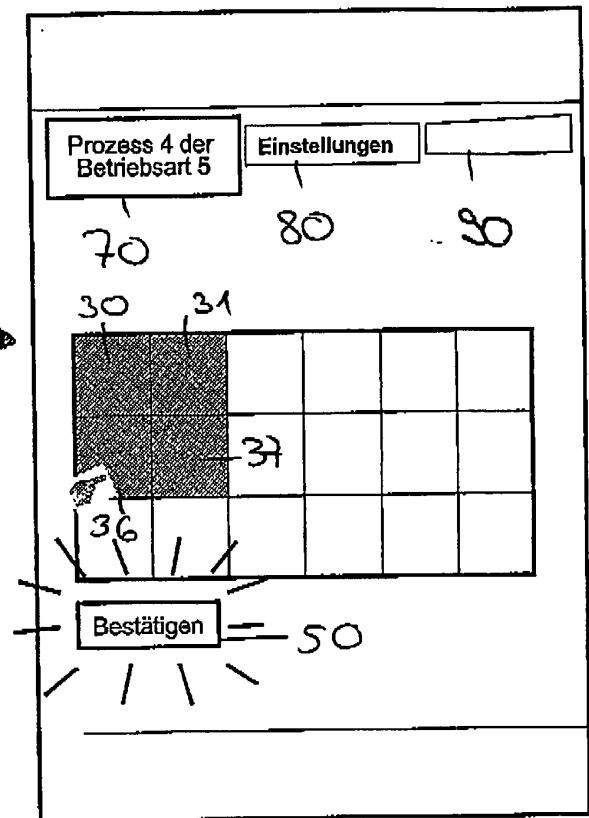 Prozess 4 der
Betriebsart 5
Einstellungen
70
80
90
30
31
37
36
Bestätigen
50